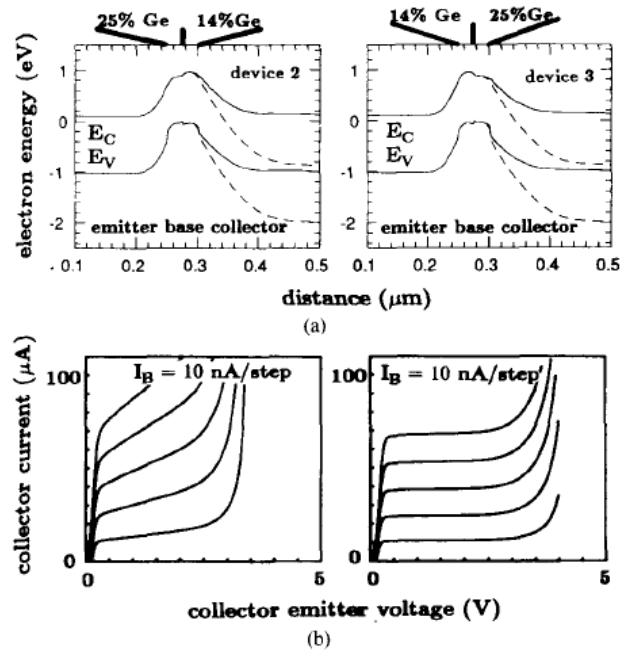 25% Ge 14%Ge 14% Ge 25%Ge
(a)
electron energy (eV)
1
0
-1
-2
device 2
E_C
E_V
emitter base collector
0.1 0.2 0.3 0.4 0.5
1
0
-1
-2
device 3
E_C
E_V
emitter base collector
0.1 0.2 0.3 0.4 0.5
distance (μm)
(a)
(b)
collector current (μA)
100
0
I_B = 10 nA/step
0 5
100
0
I_B = 10 nA/step'
0 5
collector emitter voltage (V)
(b)